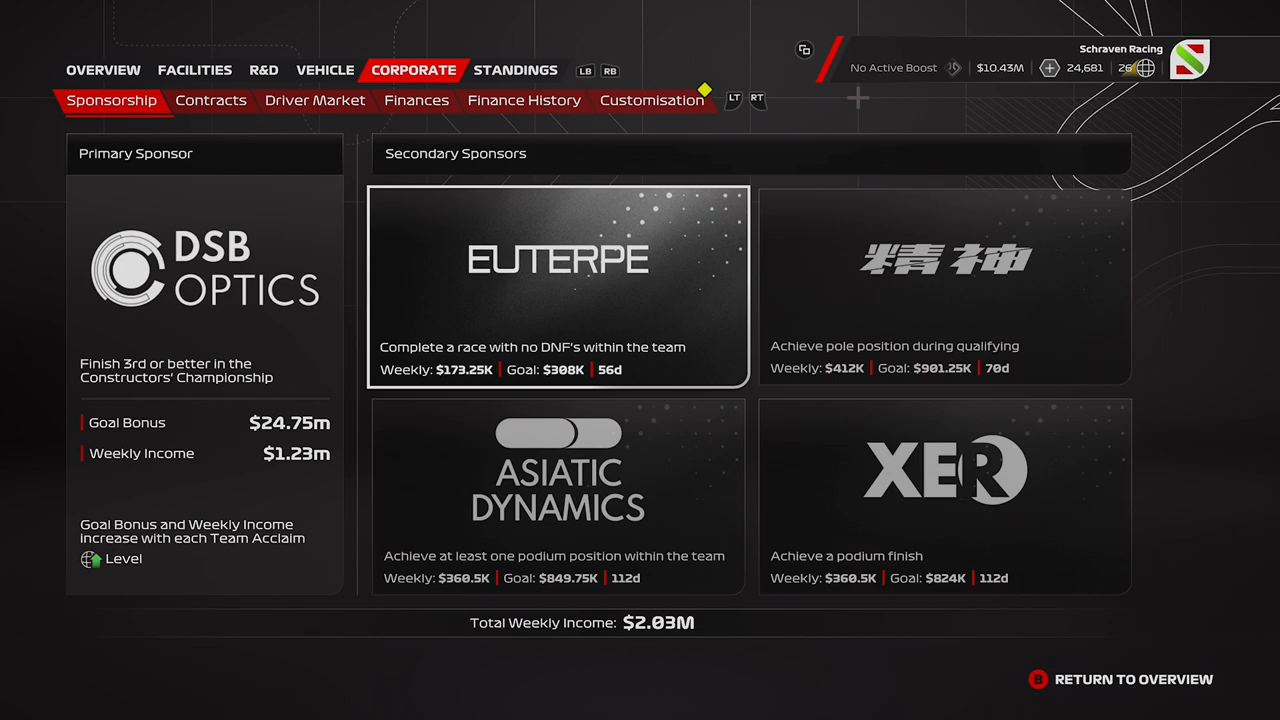 Schraven Racing
No Active Boost $10.43M 24,681 26
OVERVIEW FACILITIES R&D VEHICLE CORPORATE STANDINGS LB RB
Sponsorship Contracts Driver Market Finances Finance History Customisation LT RT
Primary Sponsor
DSB
OPTICS
Finish 3rd or better in the
Constructors' Championship
Goal Bonus $24.75m
Weekly Income $1.23m
Goal Bonus and Weekly Income
increase with each Team Acclaim
Level
Secondary Sponsors
EUTERPE
Complete a race with no DNF's within the team
Weekly: $173.25K Goal: $308K 56d
精神
Achieve pole position during qualifying
Weekly: $412K Goal: $901.25K 70d
ASIATIC
DYNAMICS
Achieve at least one podium position within the team
Weekly: $360.5K Goal: $849.75K 112d
XER
Achieve a podium finish
Weekly: $360.5K Goal: $824K 112d
Total Weekly Income: $2.03M
B RETURN TO OVERVIEW